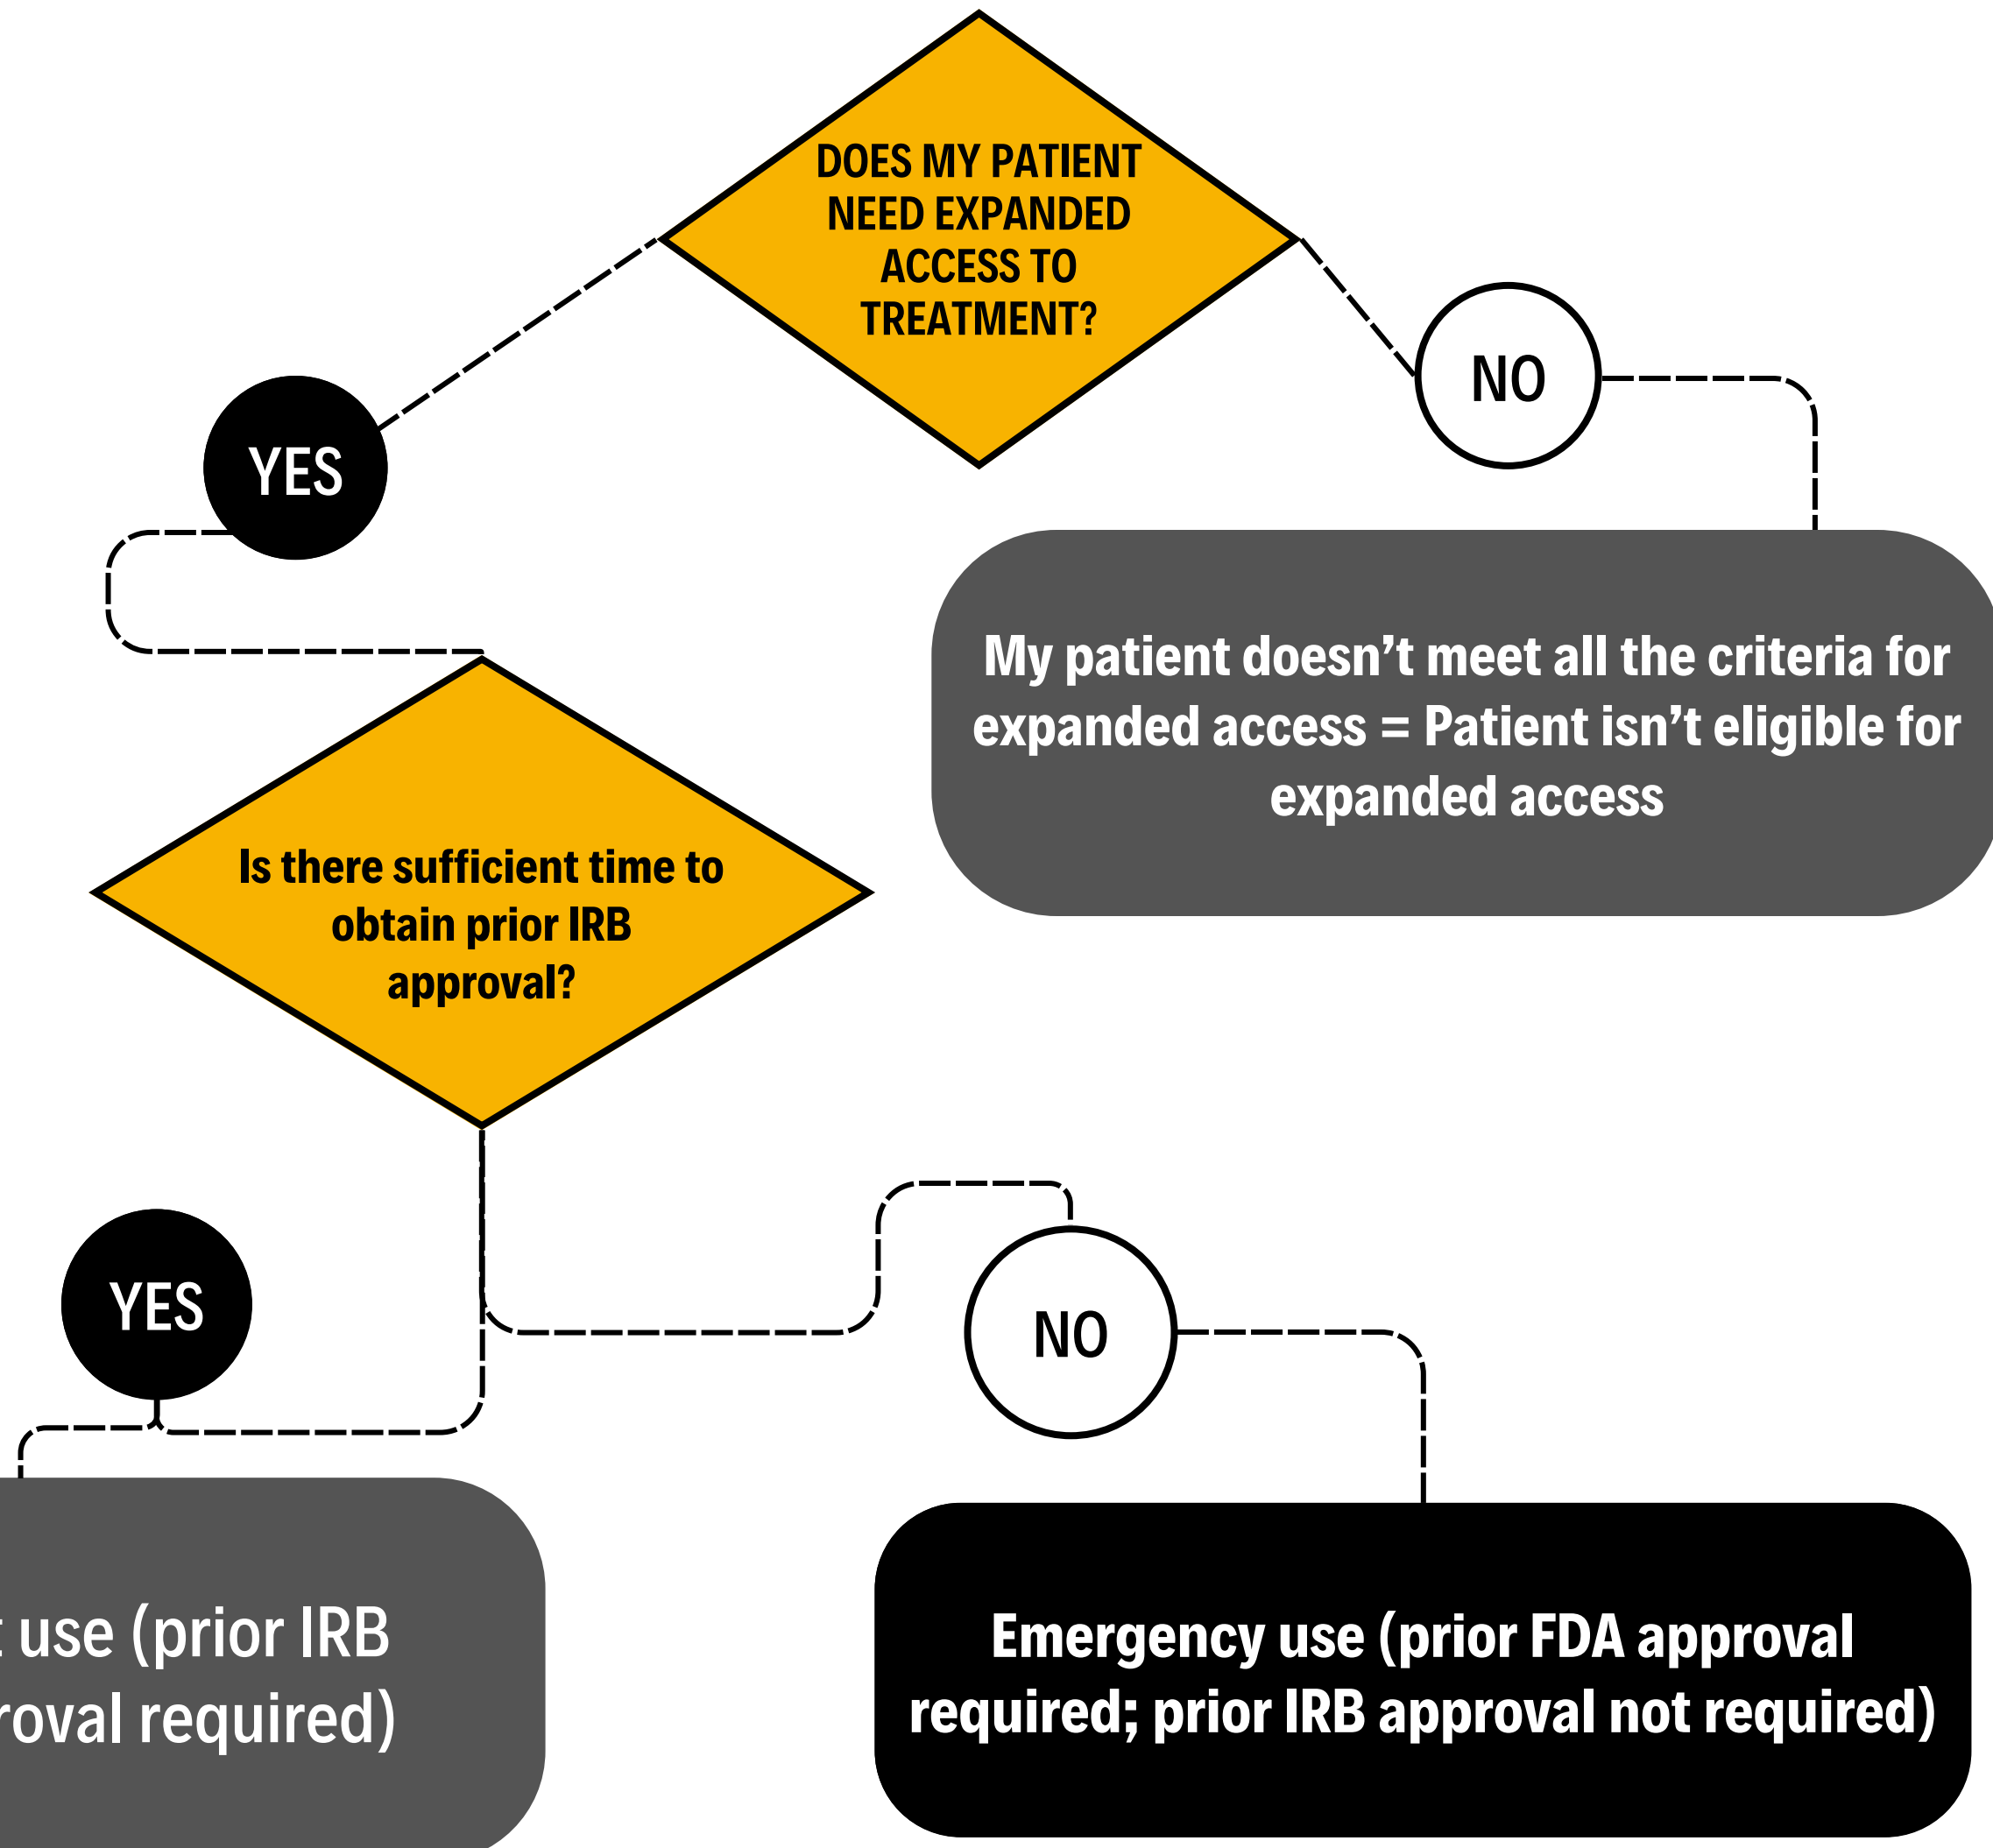 DOES MY PATIENT
NEED EXPANDED
ACCESS TO
TREATMENT?
NO
YES
My patient doesn’t meet all the criteria for
expanded access = Patient isn’t eligible for
expanded access
Is there sufficient time to
obtain prior IRB
approval?
YES
NO
use (prior IRB
required)
Emergency use (prior FDA approval
required; prior IRB approval not required)